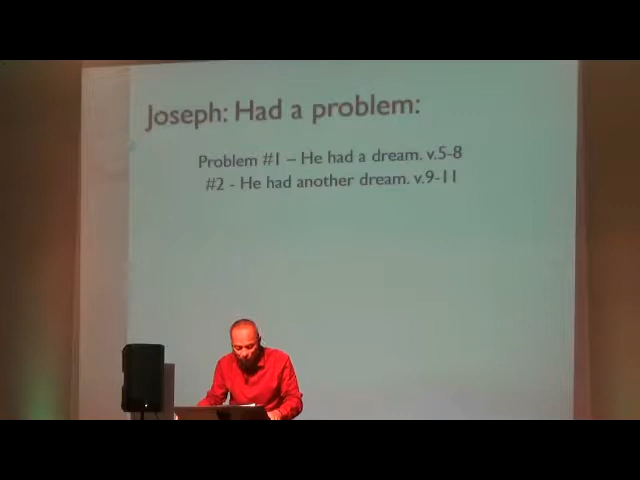 Joseph: Had a problem:
Problem #1 – He had a dream. v.5-8
#2 - He had another dream. v.9-11